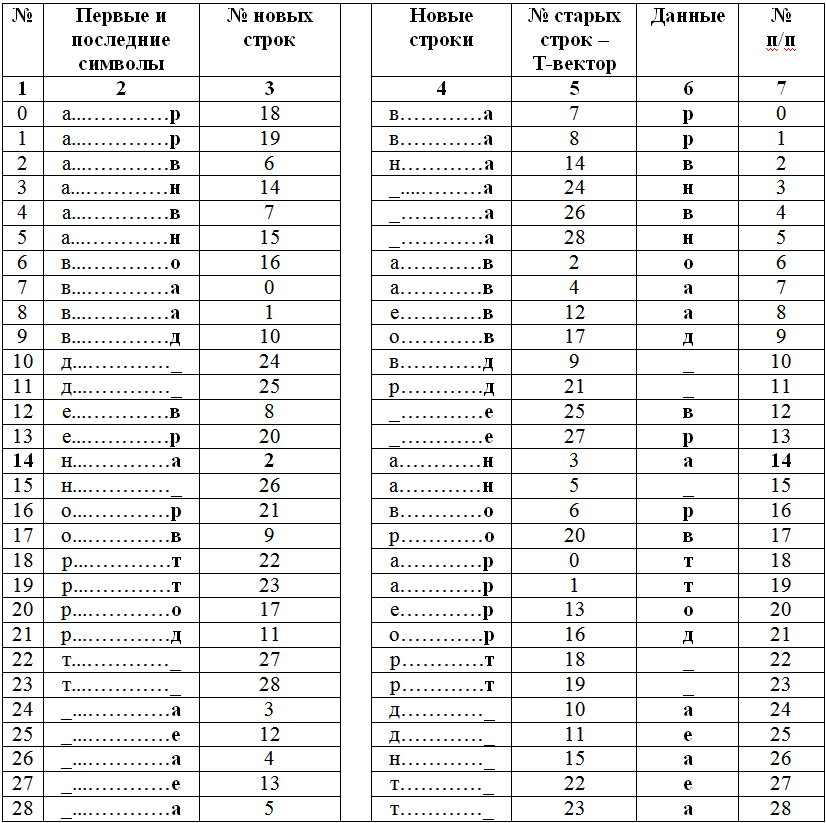 № Первые и последние символы № новых строк Новые строки № старых строк – Т-вектор Данные № п/п
1 2 3 4 5 6 7
0 а...…………р 18 в…………а 7 р 0
1 а...…………р 19 в…………а 8 р 1
2 а...…………в 6 н…………а 14 в 2
3 а...…………н 14 _....………а 24 н 3
4 а...…………в 7 _…………а 26 в 4
5 а...…………н 15 _…………а 28 н 5
6 в...…………о 16 а…………в 2 о 6
7 в...…………а 0 а…………в 4 а 7
8 в...…………а 1 е…………в 12 а 8
9 в...…………д 10 о…………в 17 д 9
10 д...…………_ 24 в…………д 9 _ 10
11 д...…………_ 25 р…………д 21 _ 11
12 е...…………в 8 _…………е 25 в 12
13 е...…………р 20 _…………е 27 р 13
14 н...…………а 2 а…………н 3 а 14
15 н...…………_ 26 а…………н 5 _ 15
16 о...…………р 21 в…………о 6 р 16
17 о...…………в 9 р…………о 20 в 17
18 р...…………т 22 а…………р 0 т 18
19 р...…………т 23 а…………р 1 т 19
20 р...…………о 17 е…………р 13 о 20
21 р...…………д 11 о…………р 16 д 21
22 т...…………_ 27 р…………т 18 _ 22
23 т...…………_ 28 р…………т 19 _ 23
24 _...…………а 3 д…………_ 10 а 24
25 _...…………е 12 д…………_ 11 е 25
26 _...…………а 4 н…………_ 15 а 26
27 _...…………е 13 т…………_ 22 е 27
28 _...…………а 5 т…………_ 23 а 28